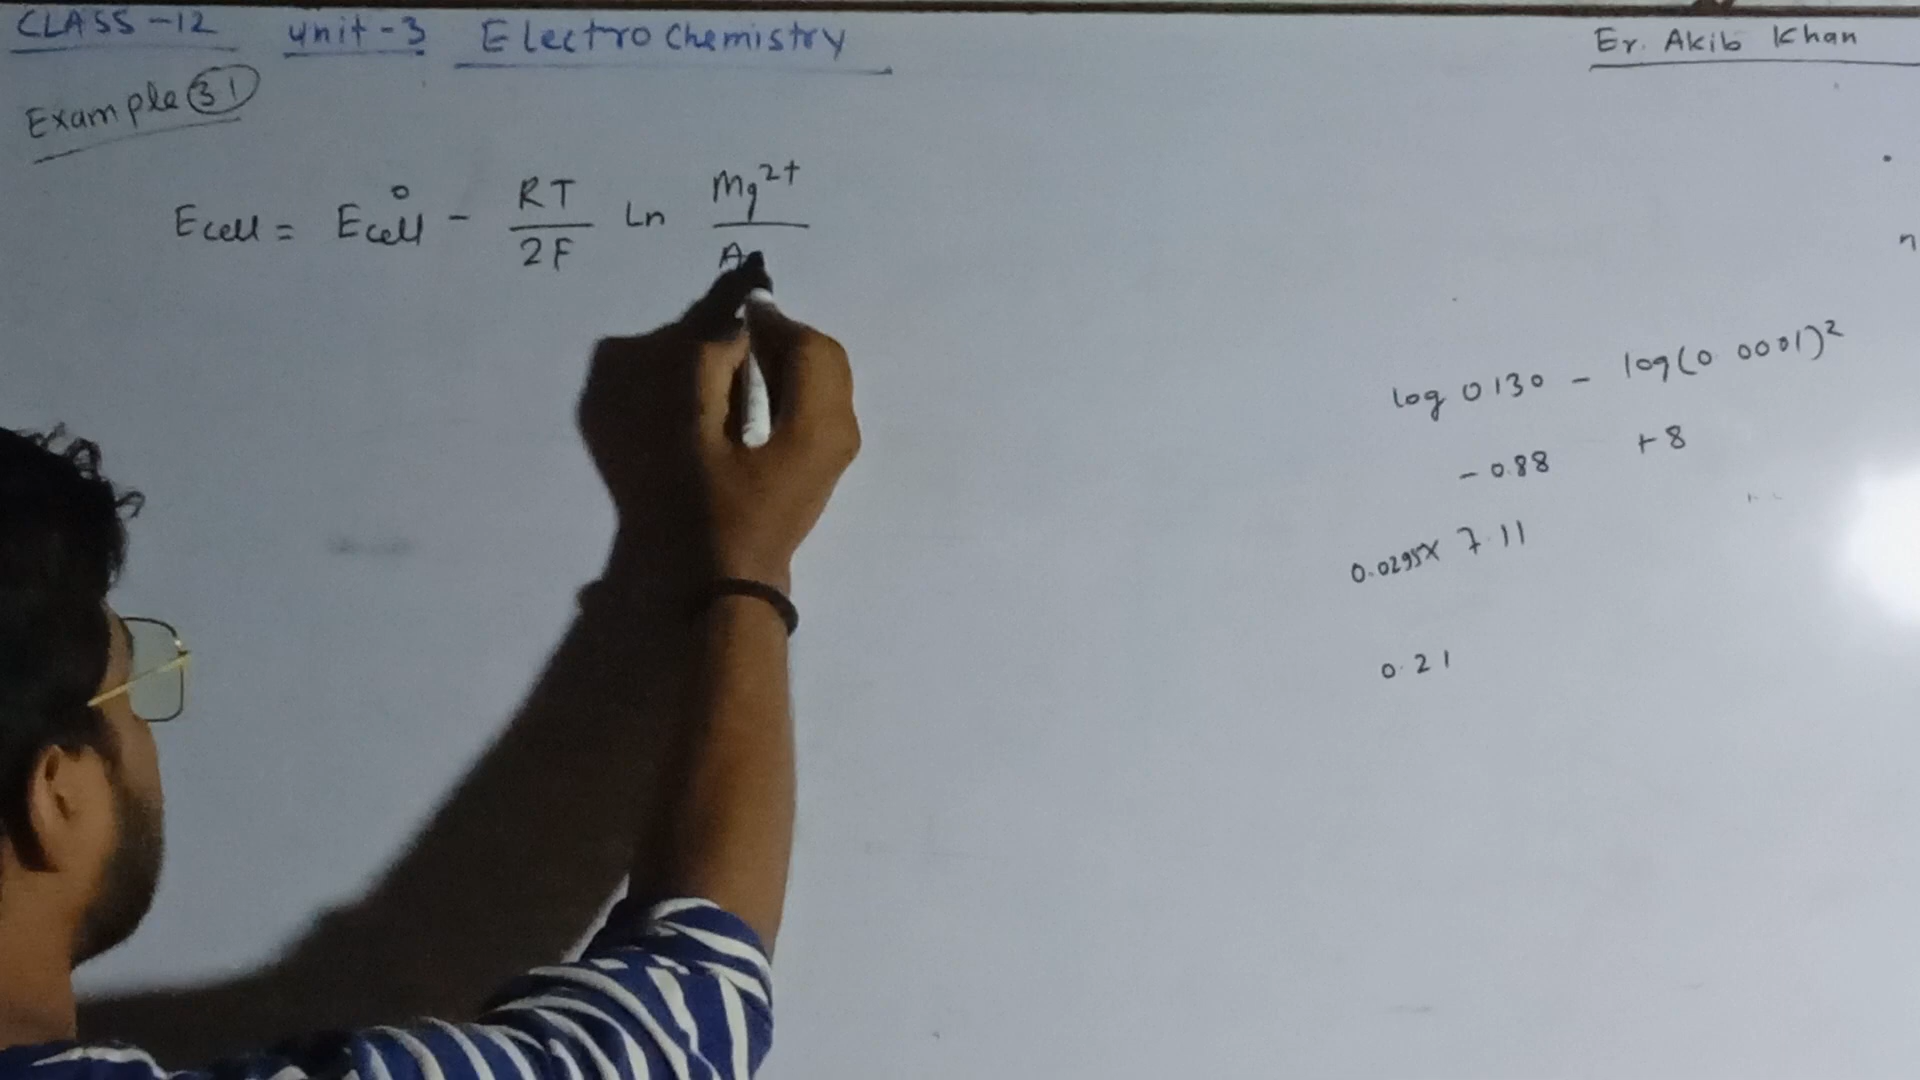 CLASS-12 unit-3 Electro Chemistry
Er. Akib Khan
Example 31
Ecell = E°cell - RT/2F Ln Mg²⁺/A
n
log 0.130 - log(0.0001)²
-0.88 +8
0.0295x 7.11
0.21